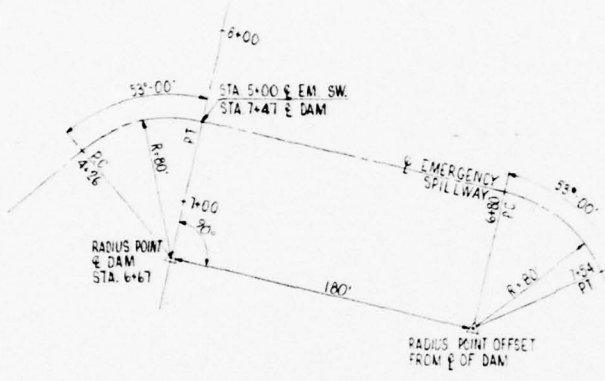 6+00
53°-00'
STA. 5+00 ℄ EM. SW.
STA. 7+47 ℄ DAM
PT
P.C.
4+26
R=80'
℄ EMERGENCY
SPILLWAY
53°-00'
PC
6+80
7+00
90°
RADIUS POINT
℄ DAM
STA. 6+67
180'
R=80'
7+54
PT
RADIUS POINT OFFSET
FROM ℄ OF DAM